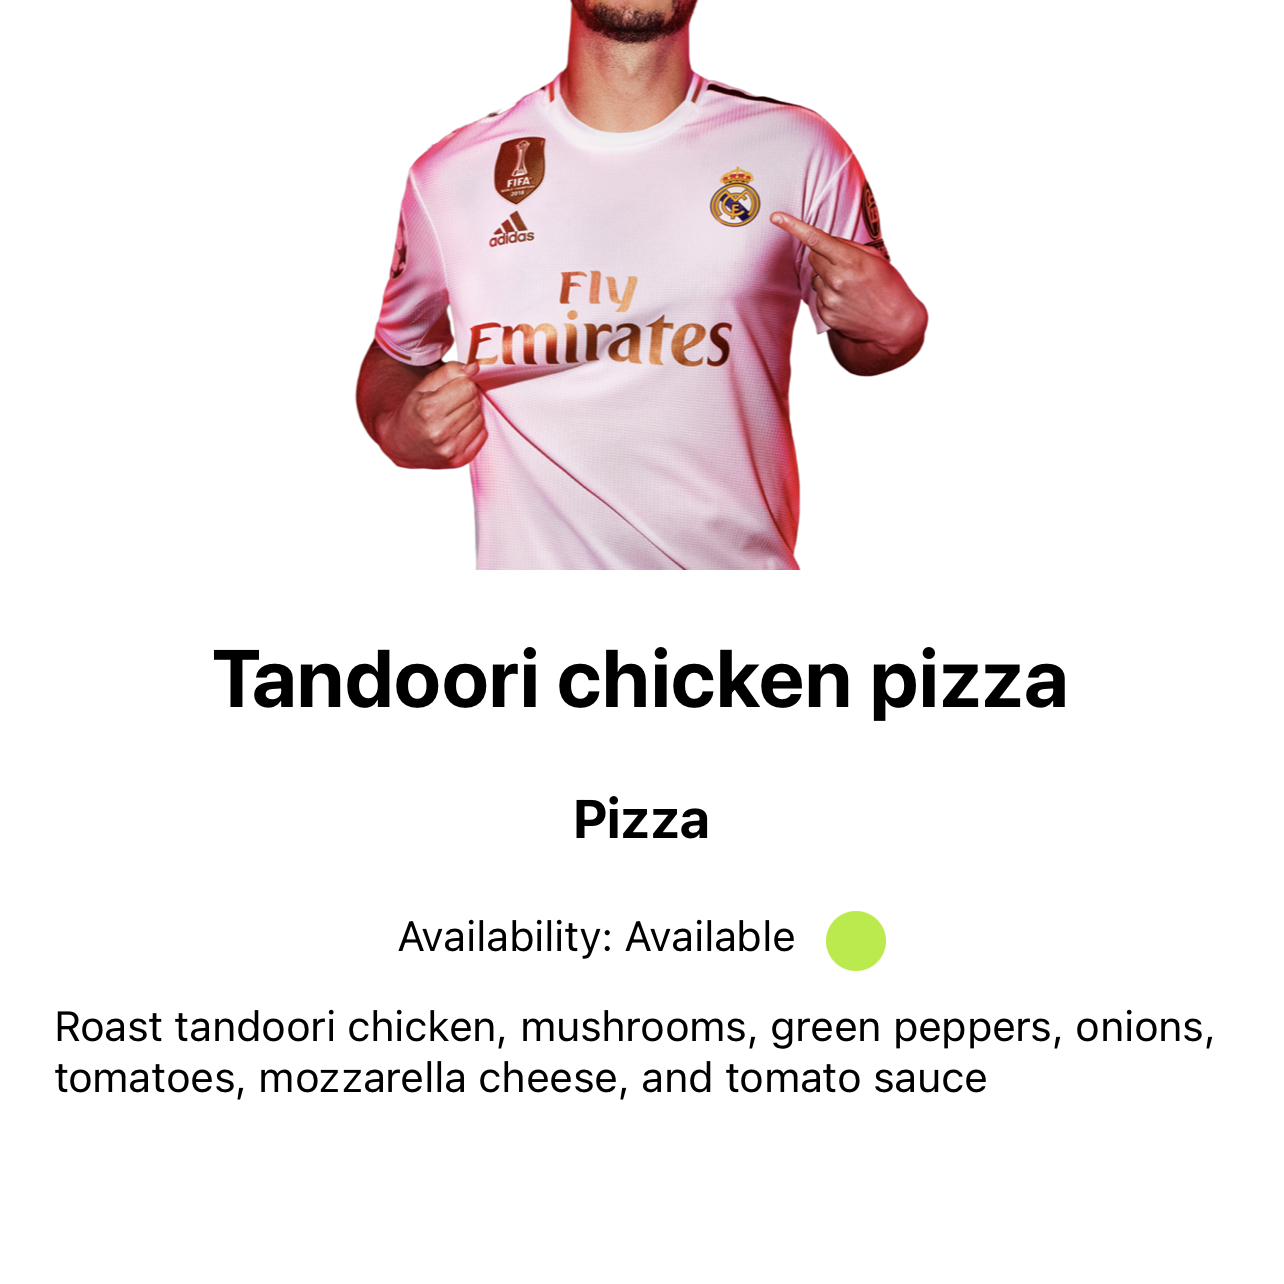 FIFA
2018
adidas
Fly
Emirates
Tandoori chicken pizza
Pizza
Availability: Available
Roast tandoori chicken, mushrooms, green peppers, onions,
tomatoes, mozzarella cheese, and tomato sauce